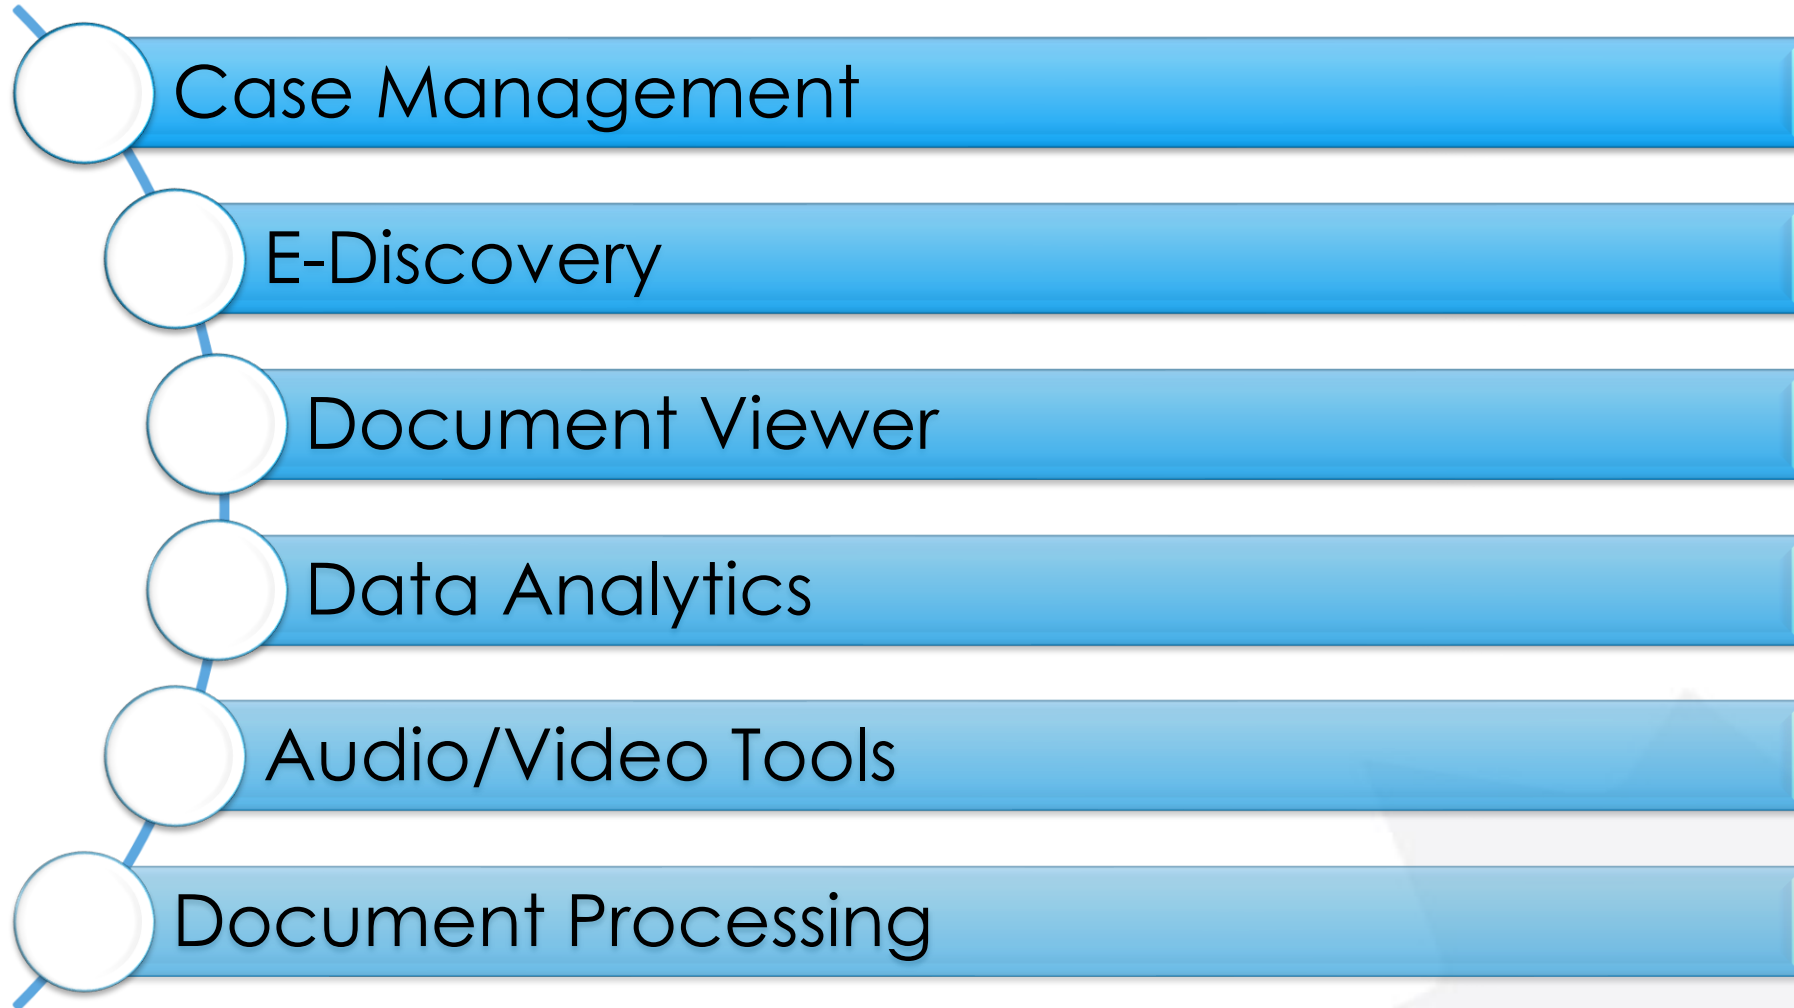 Case Management
E-Discovery
Document Viewer
Data Analytics
Audio/Video Tools
Document Processing